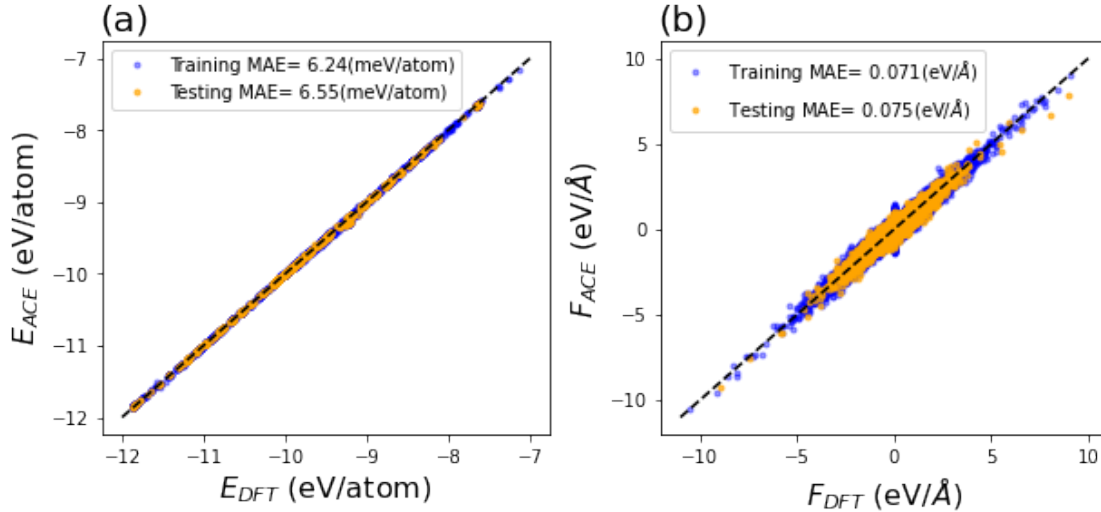 (a)
Training MAE= 6.24(meV/atom)
Testing MAE= 6.55(meV/atom)
−7
−8
−9
−10
−11
−12
E_ACE (eV/atom)
−12 −11 −10 −9 −8 −7
E_DFT (eV/atom)
(b)
Training MAE= 0.071(eV/Å)
Testing MAE= 0.075(eV/Å)
10
5
0
−5
−10
F_ACE (eV/Å)
−10 −5 0 5 10
F_DFT (eV/Å)